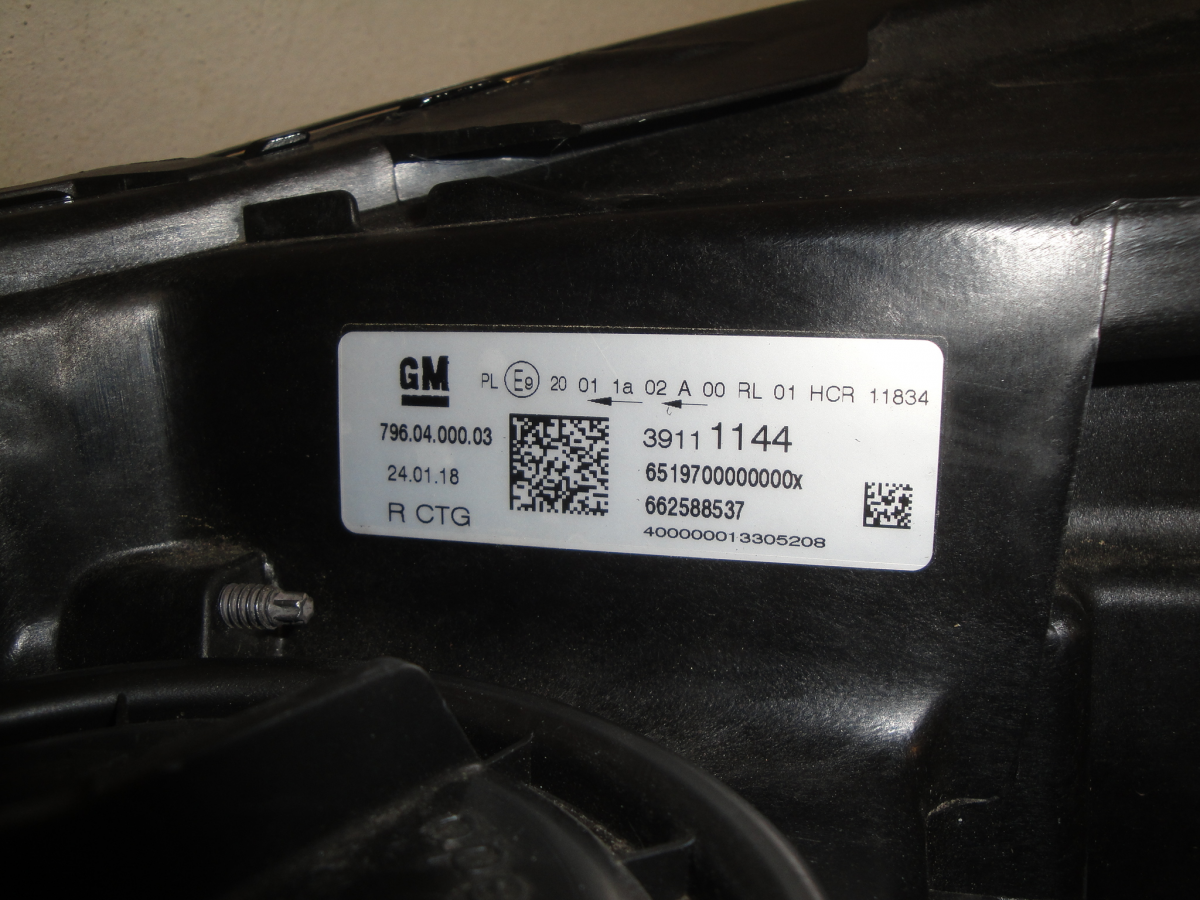 GM
PL E9 20 01 1a 02 A 00 RL 01 HCR 11834
796.04.000.03
39111144
24.01.18
6519700000000x
662588537
R CTG
400000013305208